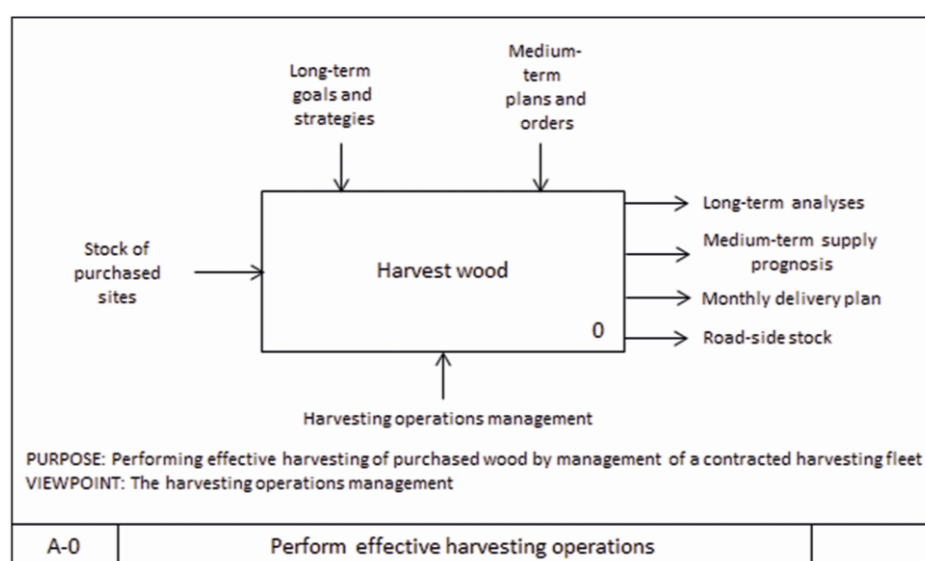 Long-term
goals and
strategies
Medium-
term
plans and
orders
Stock of
purchased
sites
Harvest wood
0
Long-term analyses
Medium-term supply
prognosis
Monthly delivery plan
Road-side stock
Harvesting operations management
PURPOSE: Performing effective harvesting of purchased wood by management of a contracted harvesting fleet
VIEWPOINT: The harvesting operations management
A-0
Perform effective harvesting operations